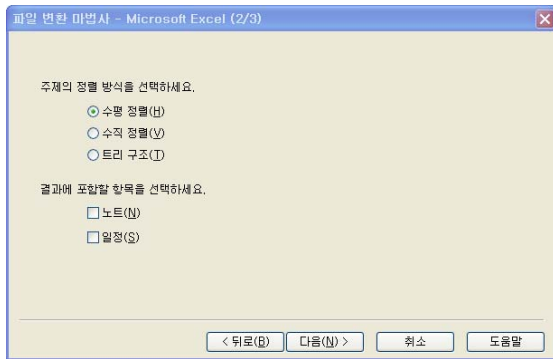 파일 변환 마법사 - Microsoft Excel (2/3)
주제의 정렬 방식을 선택하세요.
수평 정렬(H)
수직 정렬(V)
트리 구조(T)
결과에 포함할 항목을 선택하세요.
노트(N)
일정(S)
< 뒤로(B) 다음(N) > 취소 도움말